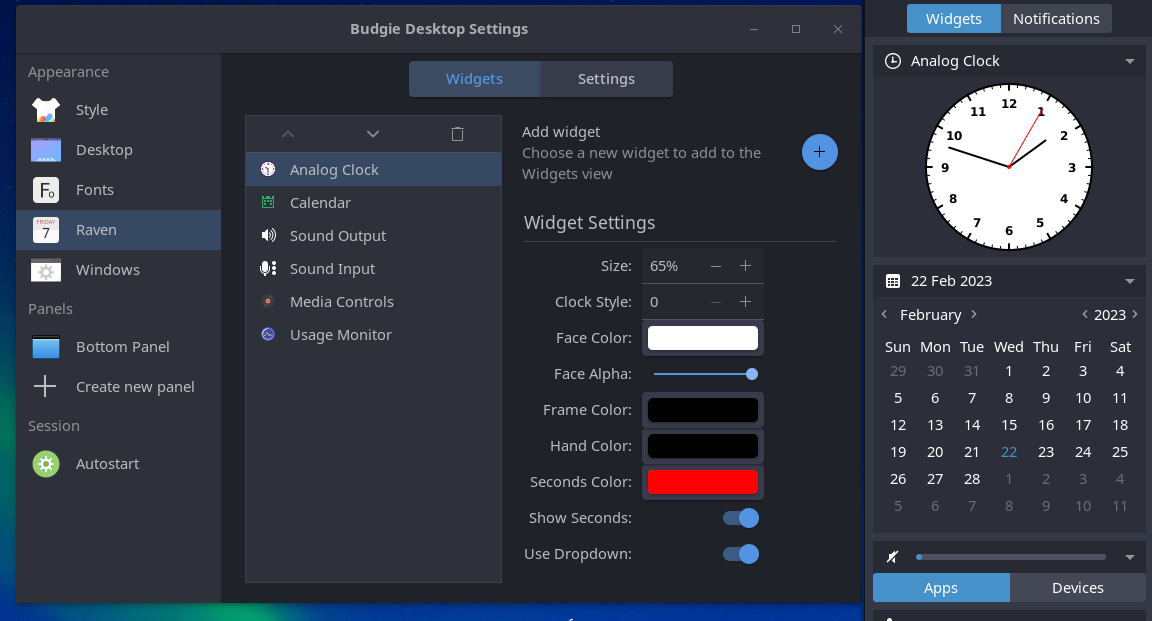 Budgie Desktop Settings
Appearance
Style
Desktop
Fonts
Raven
Windows
Panels
Bottom Panel
Create new panel
Session
Autostart
Fo
FRIDAY
7
Widgets
Settings
Analog Clock
Calendar
Sound Output
Sound Input
Media Controls
Usage Monitor
Add widget
Choose a new widget to add to the
Widgets view
Widget Settings
Size: 65%
Clock Style: 0
Face Color:
Face Alpha:
Frame Color:
Hand Color:
Seconds Color:
Show Seconds:
Use Dropdown:
Widgets Notifications
Analog Clock
12
11 1
10 2
9 3
8 4
7 5
6
22 Feb 2023
February 2023
Sun Mon Tue Wed Thu Fri Sat
29 30 31 1 2 3 4
5 6 7 8 9 10 11
12 13 14 15 16 17 18
19 20 21 22 23 24 25
26 27 28 1 2 3 4
5 6 7 8 9 10 11
Apps Devices